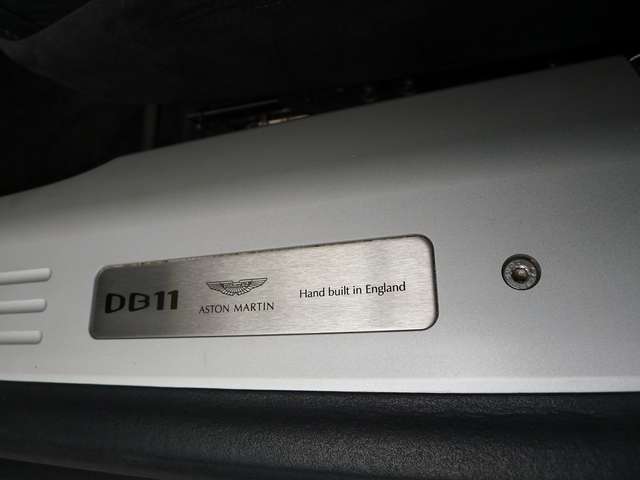 DB11
ASTON MARTIN
Hand built in England